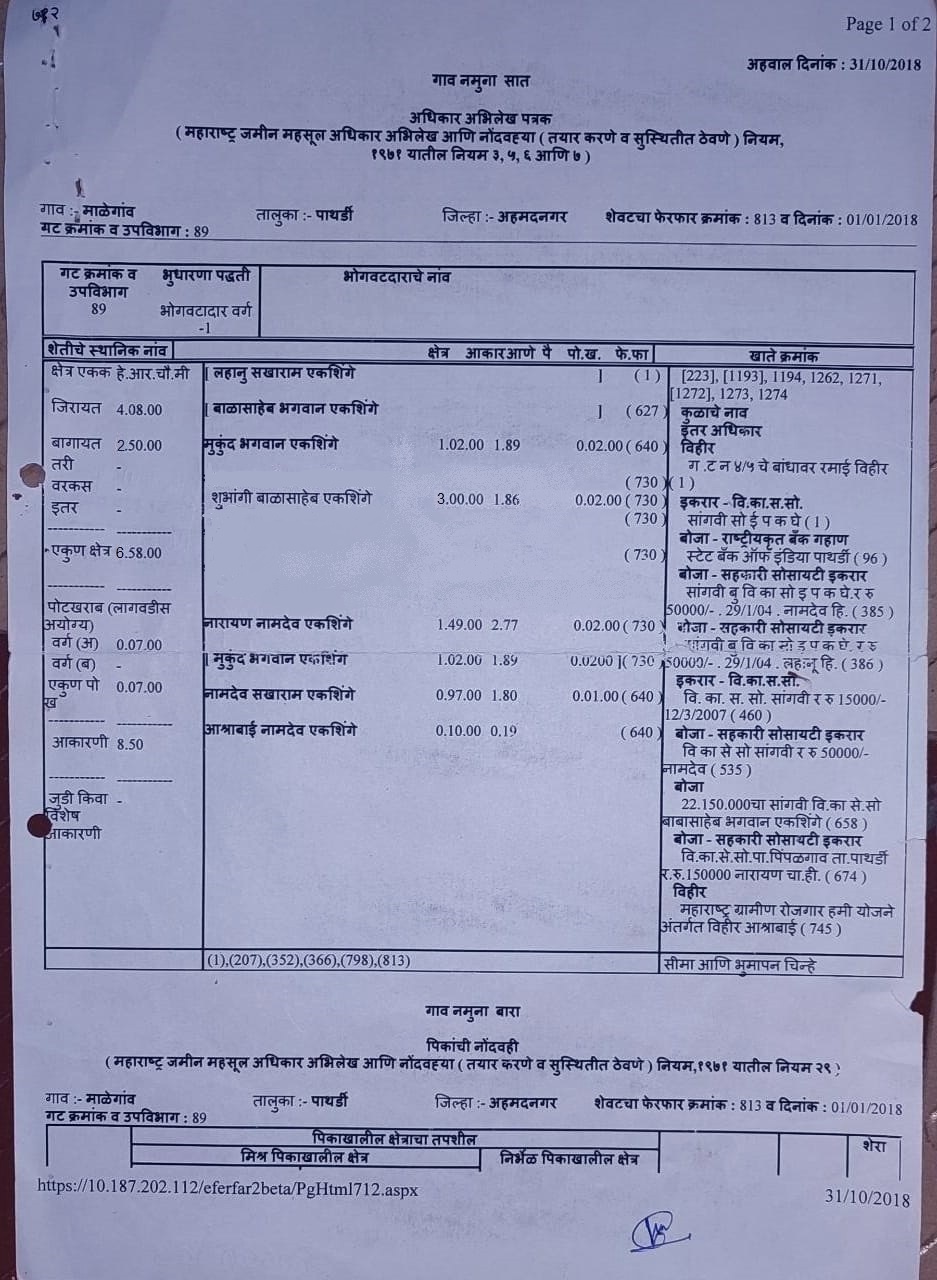 ७१२
Page 1 of 2
अहवाल दिनांक : 31/10/2018
गाव नमुना सात
अधिकार अभिलेख पत्रक
( महाराष्ट्र जमीन महसूल अधिकार अभिलेख आणि नोंदवह्या ( तयार करणे व सुस्थितीत ठेवणे ) नियम,
१९७१ यातील नियम ३, ५, ६ आणि ७ )
गाव :- माळेगांव तालुका :- पाथर्डी जिल्हा :- अहमदनगर शेवटचा फेरफार क्रमांक : 813 व दिनांक : 01/01/2018
गट क्रमांक व उपविभाग : 89
गट क्रमांक व भुधारणा पद्धती भोगवटदाराचे नांव
उपविभाग
89 भोगवटादार वर्ग
-1
शेतीचे स्थानिक नांव क्षेत्र आकार आणे पै पो.ख. फे.फा खाते क्रमांक
क्षेत्र एकक हे.आर.चौ.मी [ लहानु सखाराम एकशिंगे ] ( 1 ) [223], [1193], 1194, 1262, 1271,
[1272], 1273, 1274
जिरायत 4.08.00 [ बाळासाहेब भगवान एकशिंगे ] ( 627 ) कुळाचे नाव
इतर अधिकार
बागायत 2.50.00 मुकुंद भगवान एकशिंगे 1.02.00 1.89 0.02.00 ( 640 ) विहीर
तरी - ग .ट न ४/५ चे बांधावर रमाई विहीर
वरकस - ( 730 ) ( 1 )
इतर - शुभांगी बाळासाहेब एकशिंगे 3.00.00 1.86 0.02.00 ( 730 ) इकरार - वि.का.स.सो.
( 730 ) सांगवी सो ई प क घे ( 1 )
बोजा - राष्ट्रीयकृत बँक गहाण
एकुण क्षेत्र 6.58.00 ( 730 ) स्टेट बँक ऑफ इंडिया पाथर्डी ( 96 )
बोजा - सहकारी सोसायटी इकरार
सांगवी बु वि का सो इ प क घे.र रु
पोटखराब (लागवडीस 50000/- . 29/1/04 . नामदेव हि. ( 385 )
अयोग्य) नारायण नामदेव एकशिंगे 1.49.00 2.77 0.02.00 ( 730 ) बोजा - सहकारी सोसायटी इकरार
वर्ग (अ) 0.07.00 सांगवी बु वि का सो इ प क घे. र रु
वर्ग (ब) - [ मुकुंद भगवान एकशिंगे 1.02.00 1.89 0.0200 ] ( 730 ) 50000/- . 29/1/04 . लहानू हि. ( 386 )
एकुण पो 0.07.00 नामदेव सखाराम एकशिंगे 0.97.00 1.80 0.01.00 ( 640 ) इकरार - वि.का.स.सो.
ख वि. का. स. सो. सांगवी र रु 15000/-
12/3/2007 ( 460 )
आकारणी 8.50 आश्राबाई नामदेव एकशिंगे 0.10.00 0.19 ( 640 ) बोजा - सहकारी सोसायटी इकरार
वि का से सो सांगवी र रु 50000/-
नामदेव ( 535 )
जुडी किंवा - बोजा
विशेष 22.150.000चा सांगवी वि.का से.सो
आकारणी बाबासाहेब भगवान एकशिंगे ( 658 )
बोजा - सहकारी सोसायटी इकरार
वि.का.से.सो.पा.पिंपळगाव ता.पाथर्डी
र.रु.150000 नारायण चा.ही. ( 674 )
विहीर
महाराष्ट्र ग्रामीण रोजगार हमी योजने
अंतर्गत विहीर आश्राबाई ( 745 )
(1),(207),(352),(366),(798),(813) सीमा आणि भुमापन चिन्हे
गाव नमुना बारा
पिकांची नोंदवही
( महाराष्ट्र जमीन महसूल अधिकार अभिलेख आणि नोंदवह्या ( तयार करणे व सुस्थितीत ठेवणे ) नियम,१९७१ यातील नियम २९ )
गाव :- माळेगांव तालुका :- पाथर्डी जिल्हा :- अहमदनगर शेवटचा फेरफार क्रमांक : 813 व दिनांक : 01/01/2018
गट क्रमांक व उपविभाग : 89
पिकाखालील क्षेत्राचा तपशील शेरा
मिश्र पिकाखालील क्षेत्र निर्भेळ पिकाखालील क्षेत्र
https://10.187.202.112/eferfar2beta/PgHtml712.aspx 31/10/2018